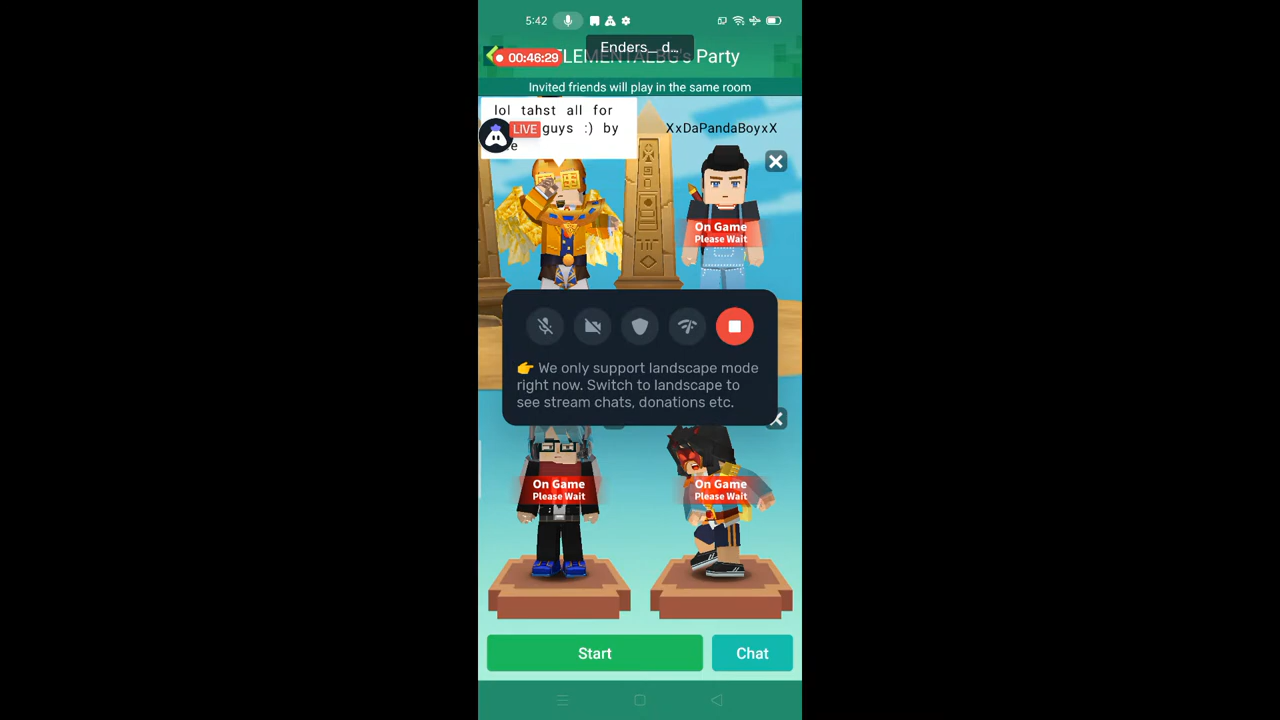 5:42
Enders_ d...
00:46:29
ELEMENTALBG's Party
Invited friends will play in the same room
lol tahst all for
guys :) by
LIVE
XxDaPandaBoyxX
On Game
Please Wait
👉 We only support landscape mode
right now. Switch to landscape to
see stream chats, donations etc.
On Game
Please Wait
On Game
Please Wait
Start
Chat